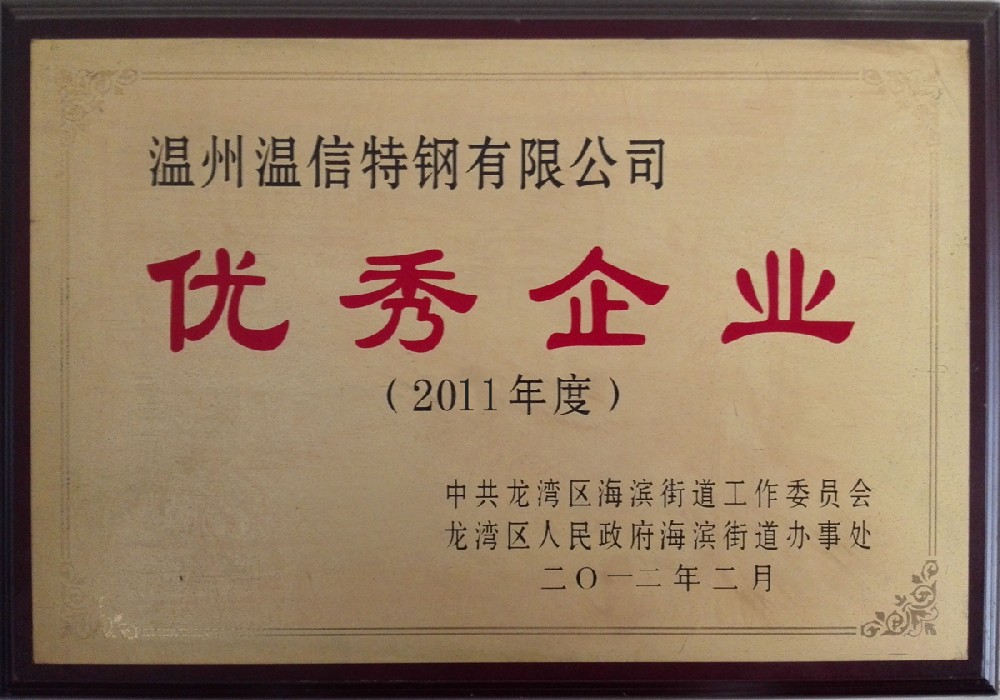 温州温信特钢有限公司
优秀企业
（2011年度）
中共龙湾区海滨街道工作委员会
龙湾区人民政府海滨街道办事处
二〇一二年二月